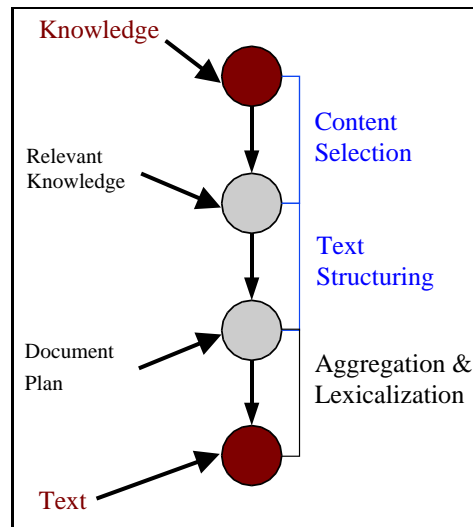 Knowledge
Content
Selection
Relevant
Knowledge
Text
Structuring
Document
Plan
Aggregation &
Lexicalization
Text